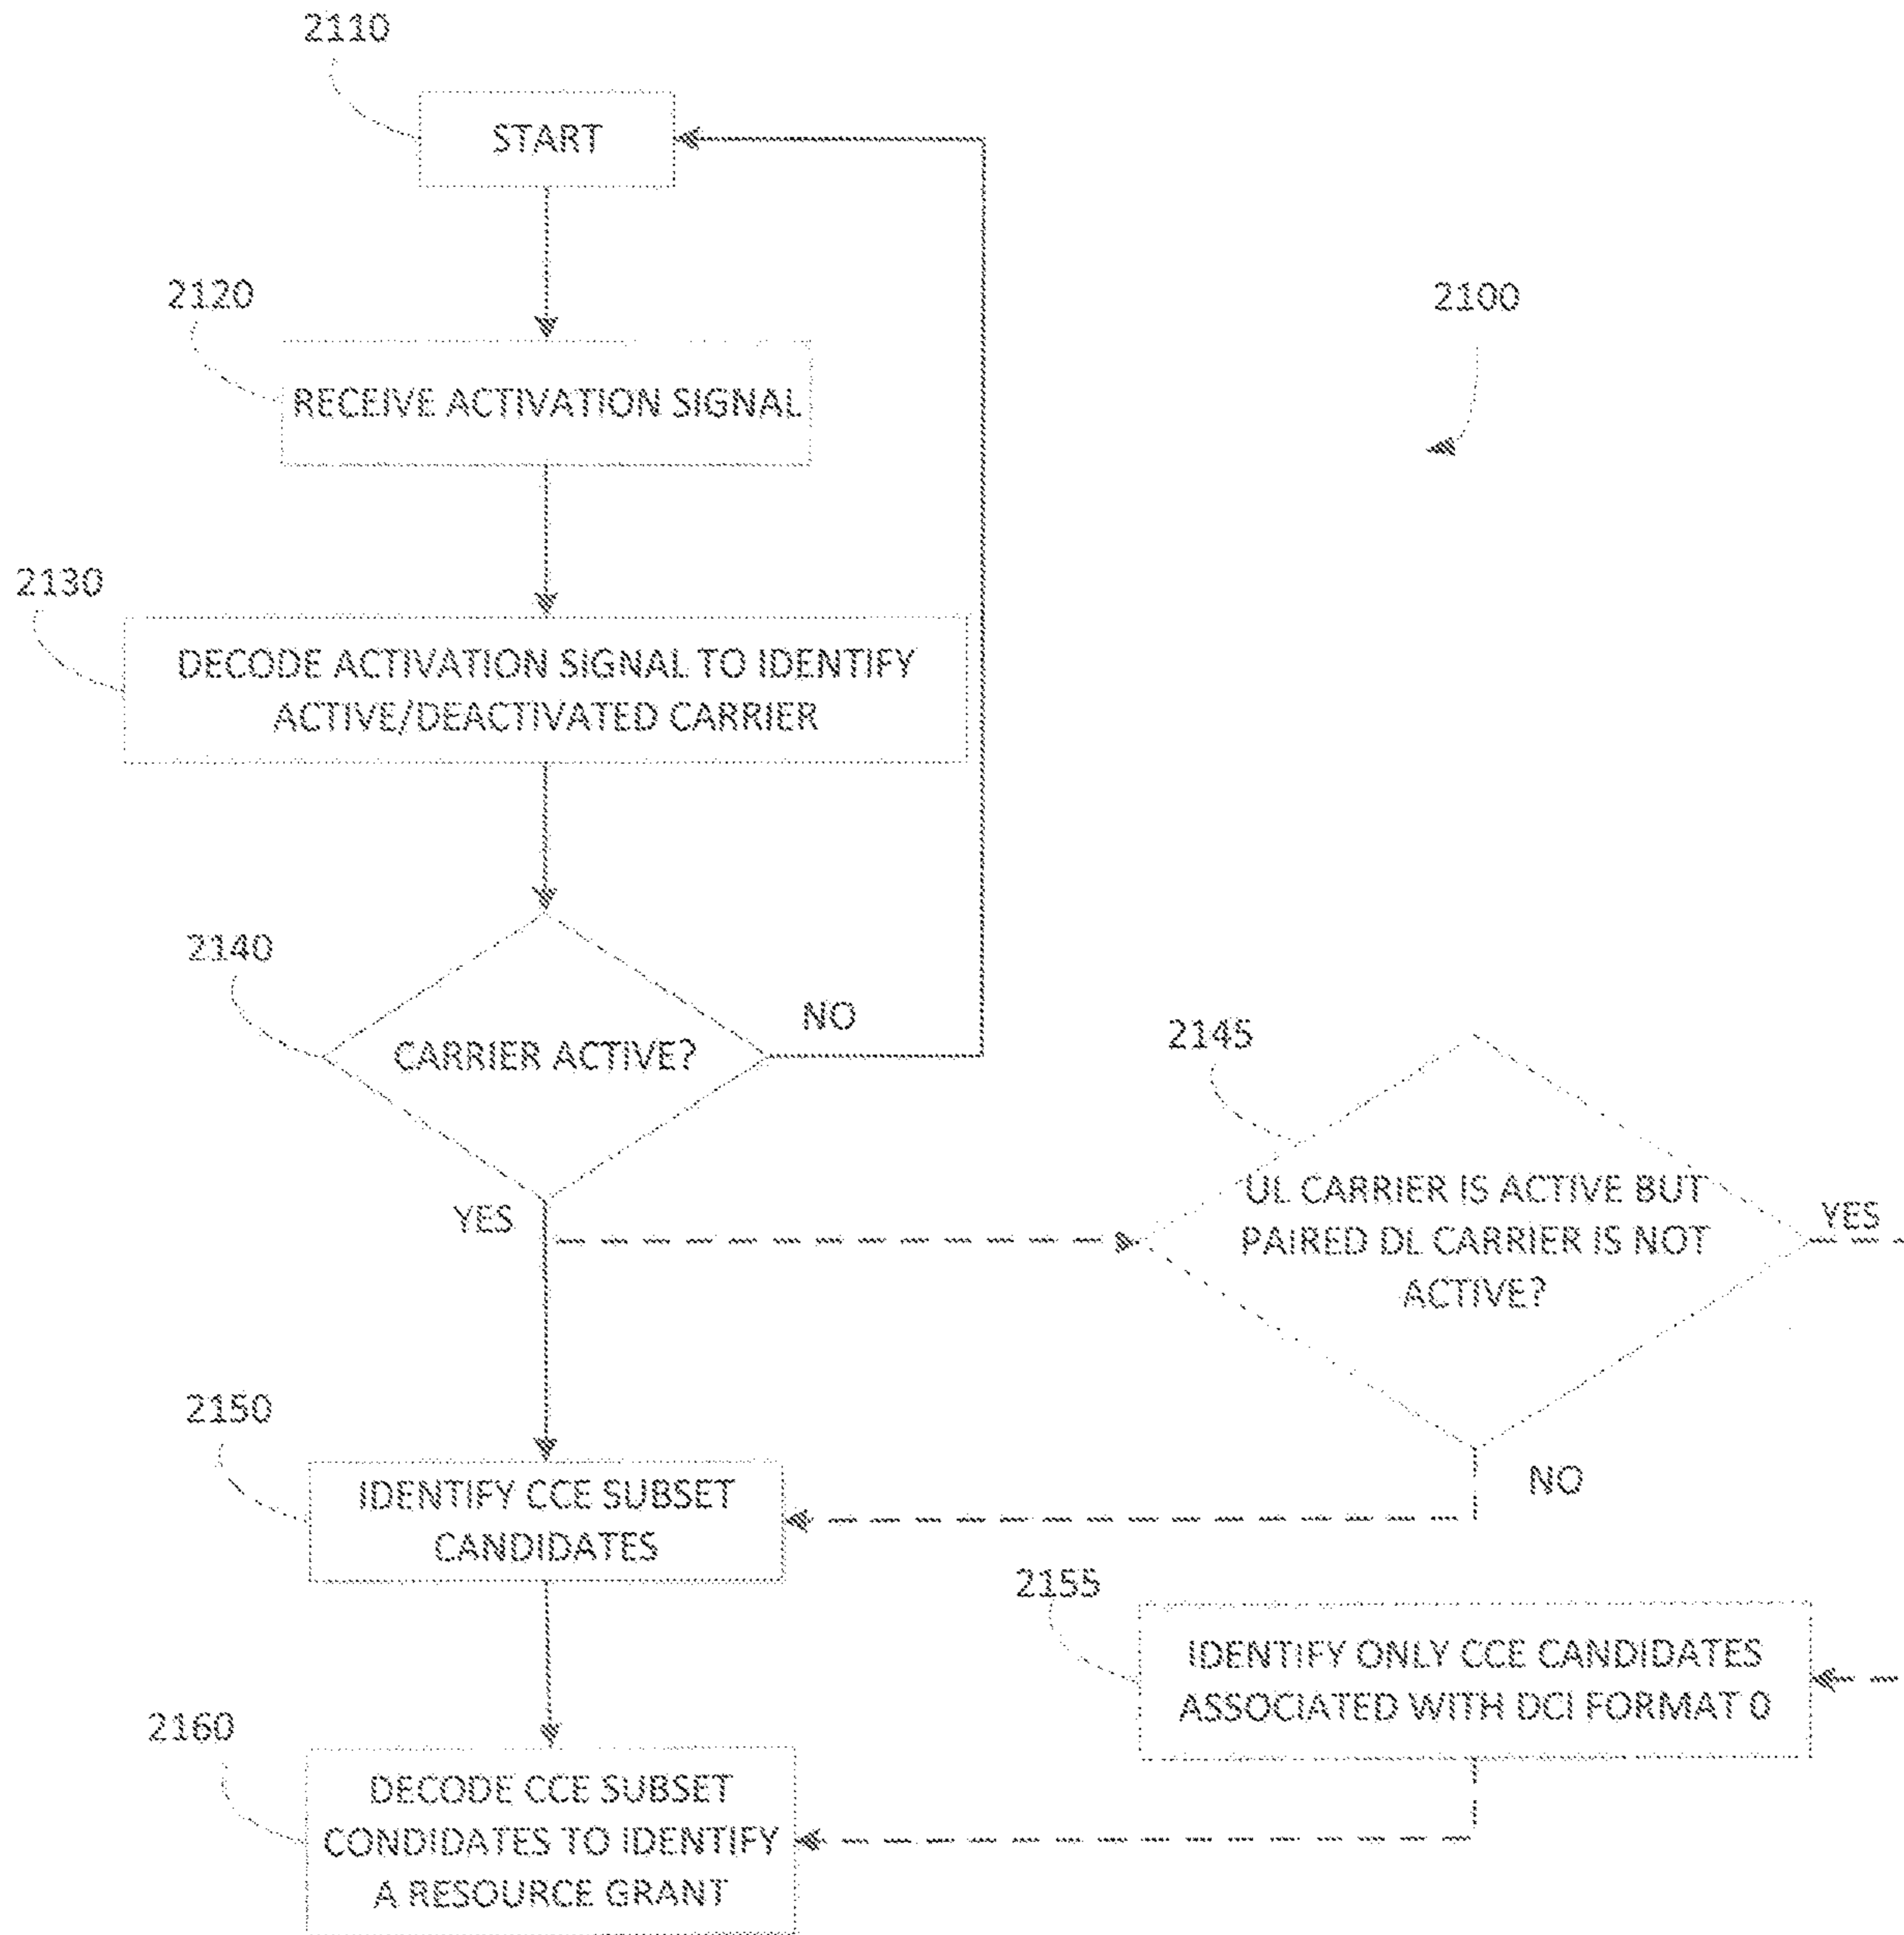 2110
START
2120
2100
RECEIVE ACTIVATION SIGNAL
2130
DECODE ACTIVATION SIGNAL TO IDENTIFY
ACTIVE/DEACTIVATED CARRIER
2140
NO
CARRIER ACTIVE?
2145
YES
UL CARRIER IS ACTIVE BUT
PAIRED DL CARRIER IS NOT
ACTIVE?
YES
2150
NO
IDENTIFY CCE SUBSET
CANDIDATES
2155
IDENTIFY ONLY CCE CANDIDATES
ASSOCIATED WITH DCI FORMAT 0
2160
DECODE CCE SUBSET
CONDIDATES TO IDENTIFY
A RESOURCE GRANT